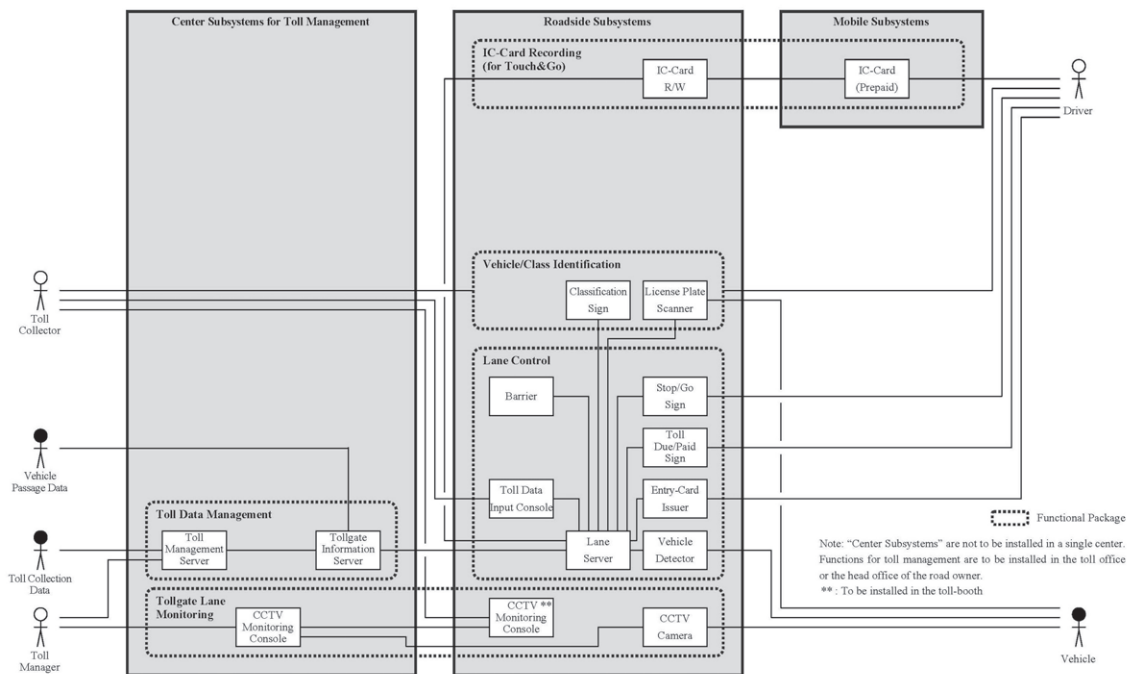 Center Subsystems for Toll Management
Roadside Subsystems
Mobile Subsystems
IC-Card Recording
(for Touch&Go)
IC-Card
R/W
IC-Card
(Prepaid)
Driver
Vehicle/Class Identification
Classification
Sign
License Plate
Scanner
Toll
Collector
Lane Control
Barrier
Stop/Go
Sign
Toll
Due/Paid
Sign
Vehicle
Passage Data
Toll Data
Input Console
Entry-Card
Issuer
Toll Data Management
Toll
Management
Server
Tollgate
Information
Server
Lane
Server
Vehicle
Detector
Toll Collection
Data
Tollgate Lane
Monitoring
CCTV
Monitoring
Console
CCTV **
Monitoring
Console
CCTV
Camera
Toll
Manager
Vehicle
Functional Package
Note: “Center Subsystems” are not to be installed in a single center.
Functions for toll management are to be installed in the toll office
or the head office of the road owner.
** : To be installed in the toll-booth